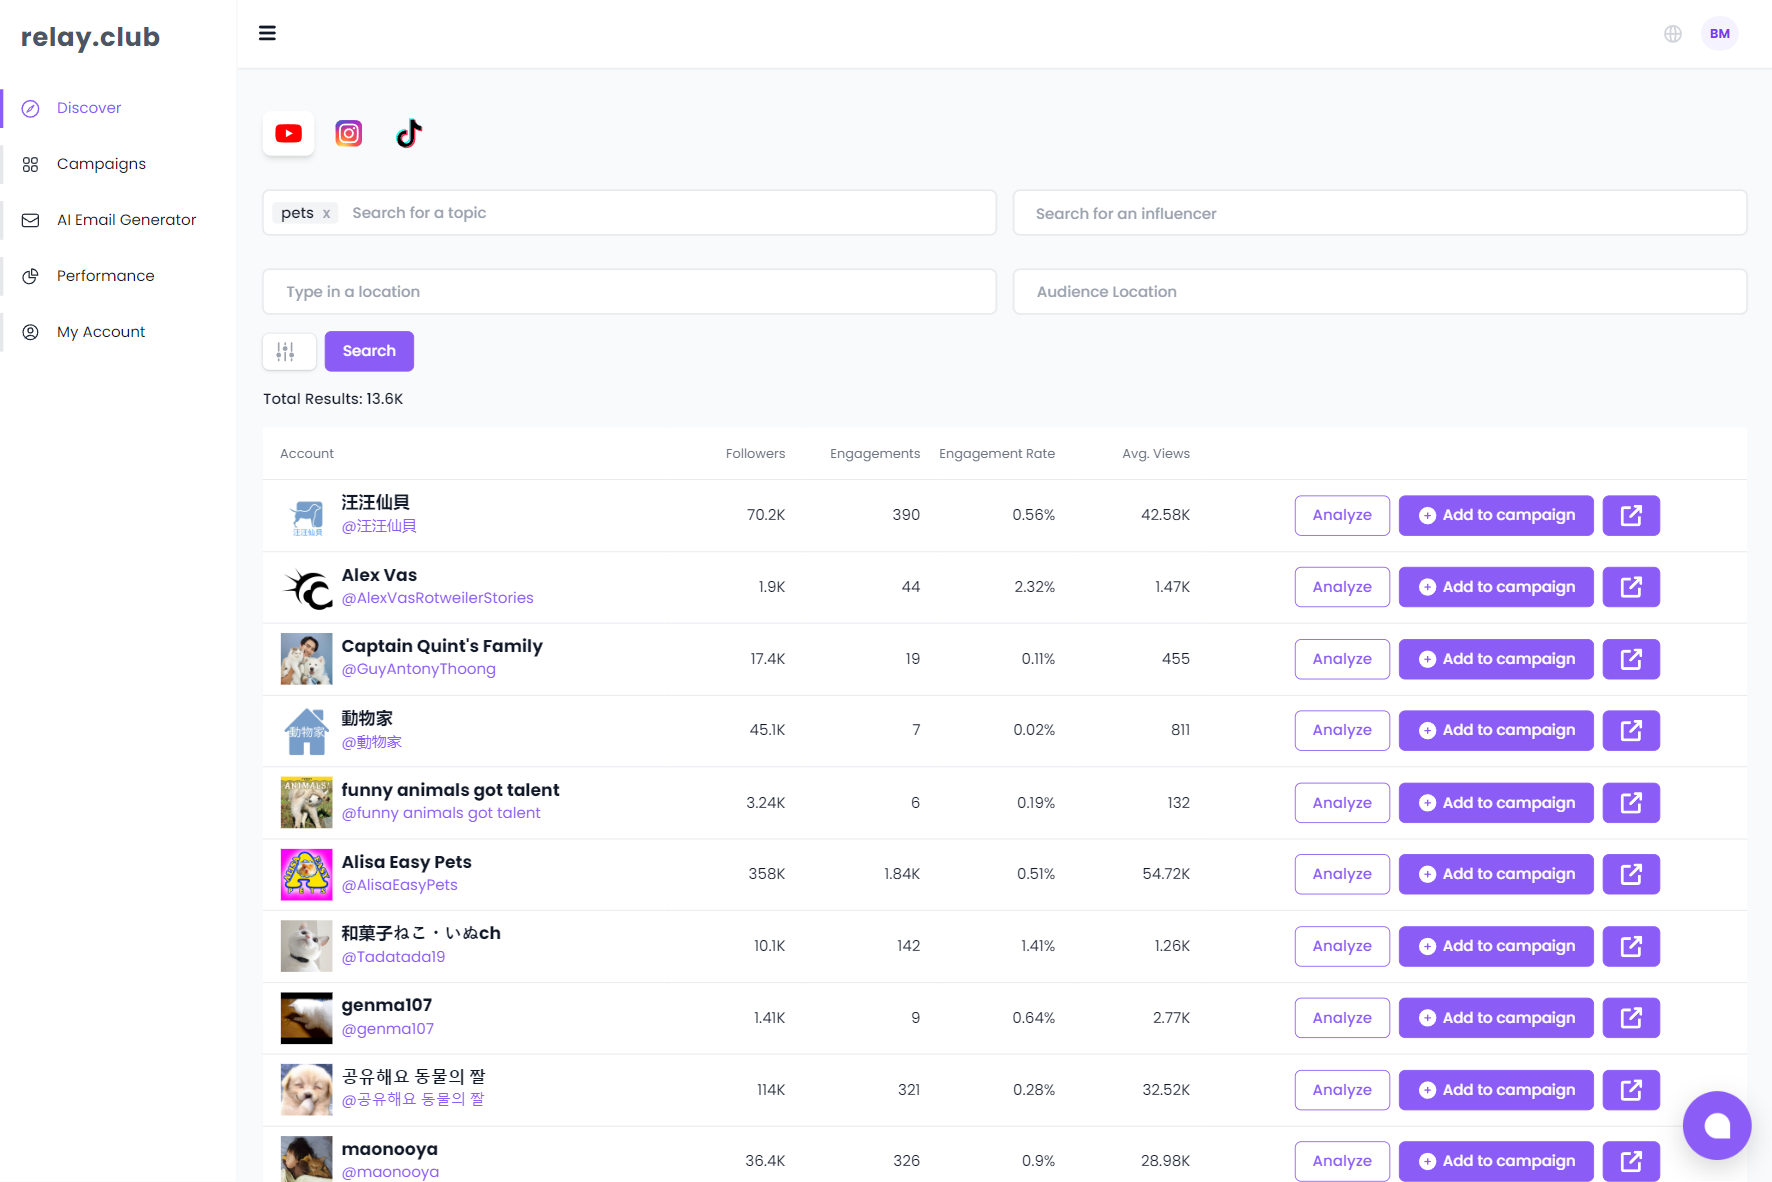 relay.club
BM
Discover
Campaigns
AI Email Generator
Performance
My Account
pets x Search for a topic
Search for an influencer
Type in a location
Audience Location
Search
Total Results: 13.6K
Account Followers Engagements Engagement Rate Avg. Views
汪汪仙貝
汪汪仙貝
@汪汪仙貝
70.2K 390 0.56% 42.58K Analyze Add to campaign
Alex Vas
@AlexVasRotweilerStories
1.9K 44 2.32% 1.47K Analyze Add to campaign
Captain Quint's Family
@GuyAntonyThoong
17.4K 19 0.11% 455 Analyze Add to campaign
動物家
動物家
@動物家
45.1K 7 0.02% 811 Analyze Add to campaign
ANIMALS!
funny animals got talent
@funny animals got talent
3.24K 6 0.19% 132 Analyze Add to campaign
Alisa Easy Pets
@AlisaEasyPets
358K 1.84K 0.51% 54.72K Analyze Add to campaign
和菓子ねこ・いぬch
@Tadatada19
10.1K 142 1.41% 1.26K Analyze Add to campaign
genma107
@genma107
1.41K 9 0.64% 2.77K Analyze Add to campaign
공유해요 동물의 짤
@공유해요 동물의 짤
114K 321 0.28% 32.52K Analyze Add to campaign
maonooya
@maonooya
36.4K 326 0.9% 28.98K Analyze Add to campaign